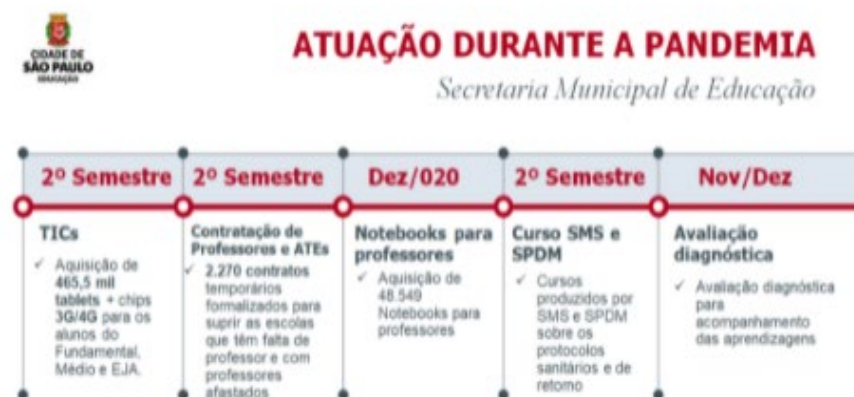 CIDADE DE
SÃO PAULO
EDUCAÇÃO
ATUAÇÃO DURANTE A PANDEMIA
Secretaria Municipal de Educação
2º Semestre
2º Semestre
Dez/020
2º Semestre
Nov/Dez
TICs
✓ Aquisição de
465,5 mil
tablets + chips
3G/4G para os
alunos do
Fundamental,
Médio e EJA.
Contratação de
Professores e ATEs
✓ 2.270 contratos
temporários
formalizados para
suprir as escolas
que têm falta de
professor e com
professores
afastados
Notebooks para
professores
✓ Aquisição de
48.549
Notebooks para
professores
Curso SMS e
SPDM
✓ Cursos
produzidos por
SMS e SPDM
sobre os
protocolos
sanitários e de
retorno
Avaliação
diagnóstica
✓ Avaliação diagnóstica
para
acompanhamento
das aprendizagens